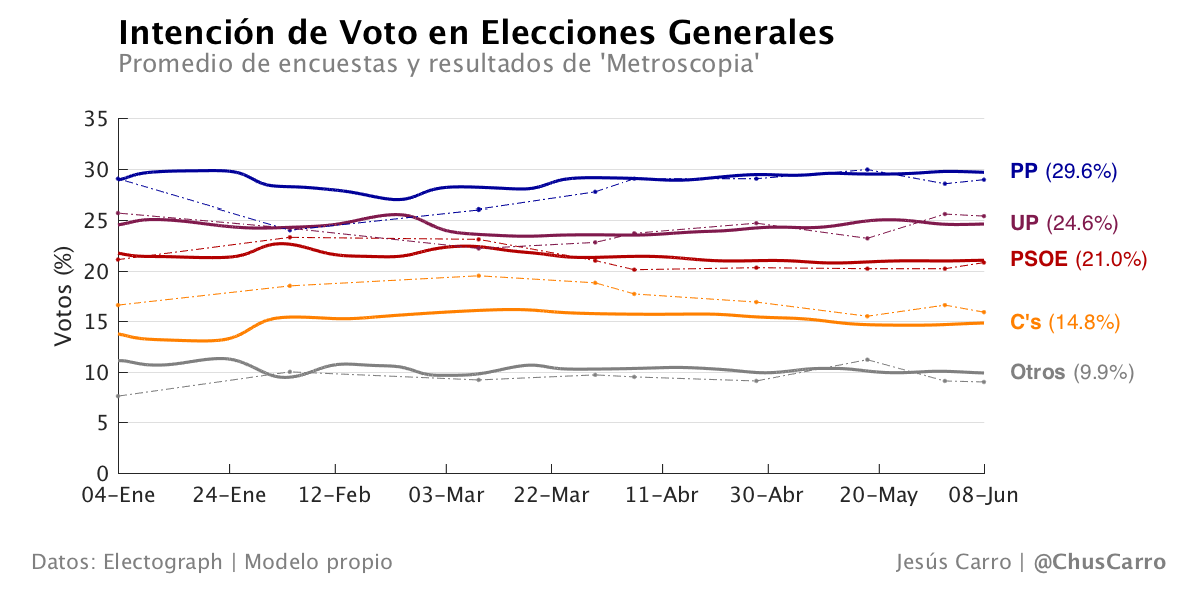 Intención de Voto en Elecciones Generales
Promedio de encuestas y resultados de 'Metroscopia'
Votos (%)
35
30
25
20
15
10
5
0
04-Ene 24-Ene 12-Feb 03-Mar 22-Mar 11-Abr 30-Abr 20-May 08-Jun
PP (29.6%)
UP (24.6%)
PSOE (21.0%)
C's (14.8%)
Otros (9.9%)
Datos: Electograph | Modelo propio
Jesús Carro | @ChusCarro